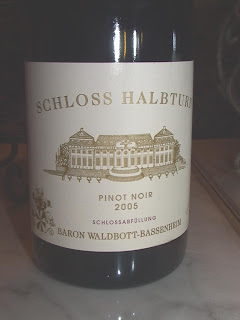 SCHLOSS HALBTURN
PINOT NOIR
2005
SCHLOSSABFÜLLUNG
BARON WALDBOTT-BASSENHEIM